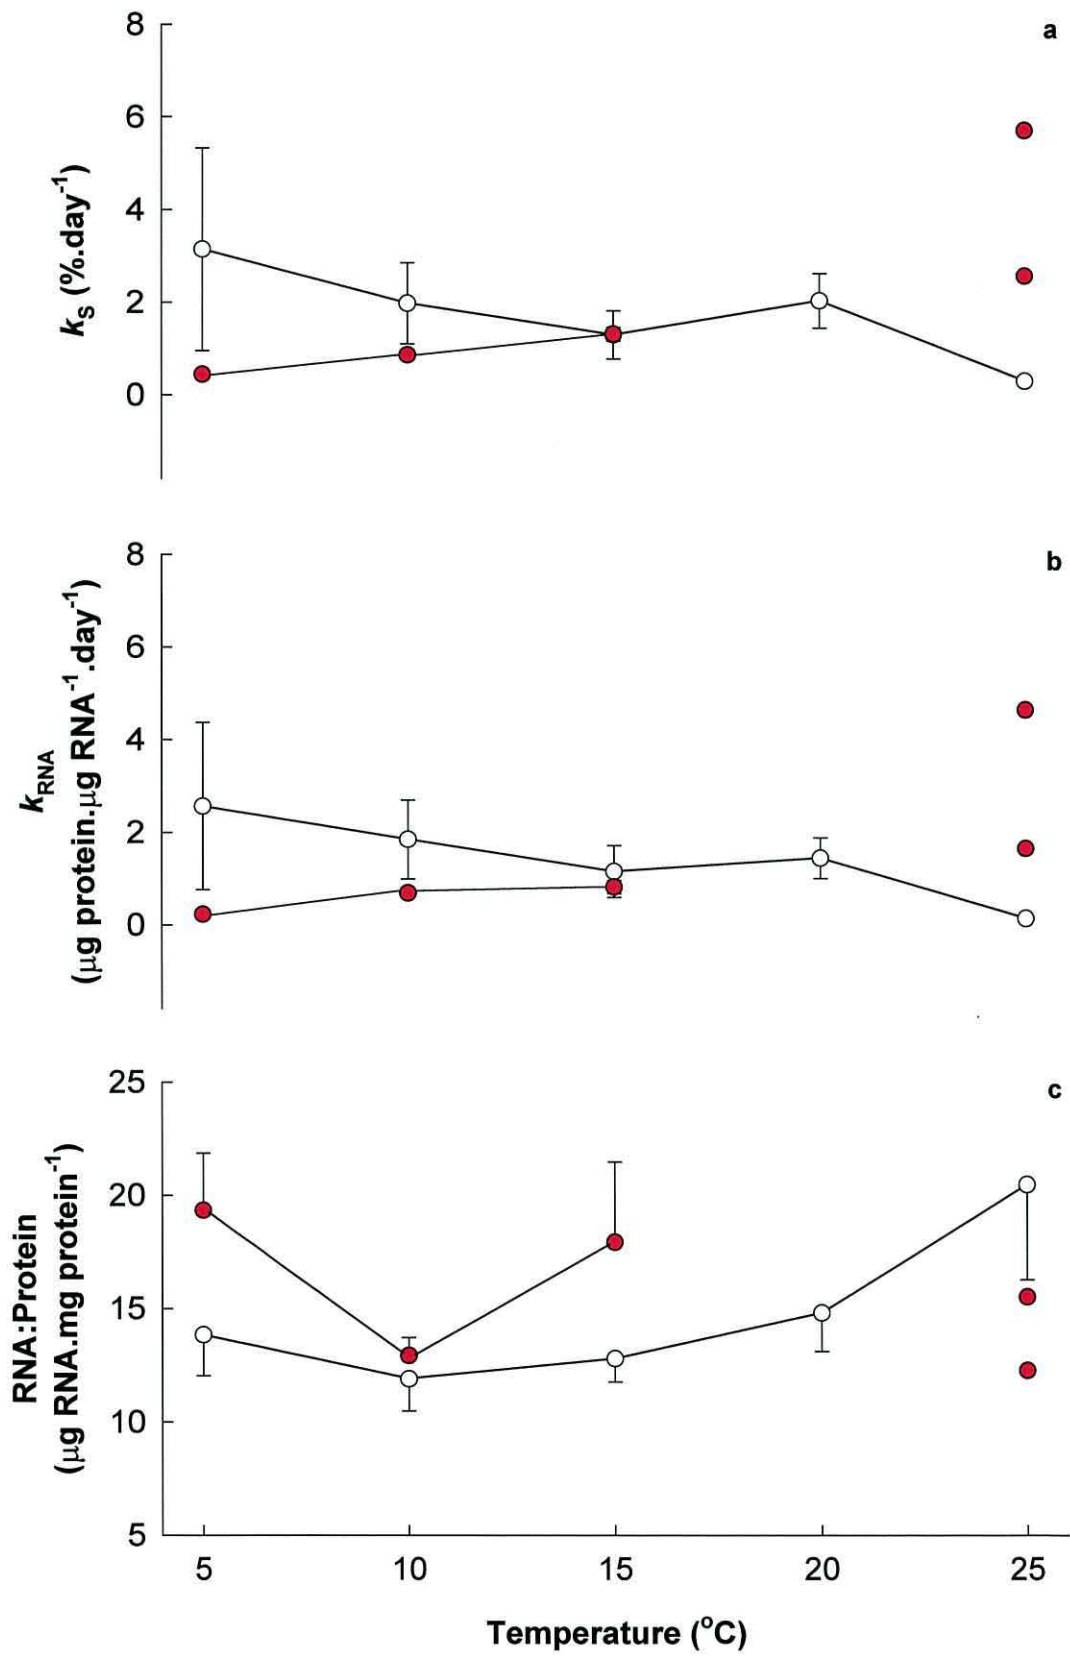 a
8
6
4
2
0
kS (%.day-1)
b
8
6
4
2
0
kRNA
(μg protein.μg RNA-1.day-1)
c
25
20
15
10
5
RNA:Protein
(μg RNA.mg protein-1)
5 10 15 20 25
Temperature (oC)